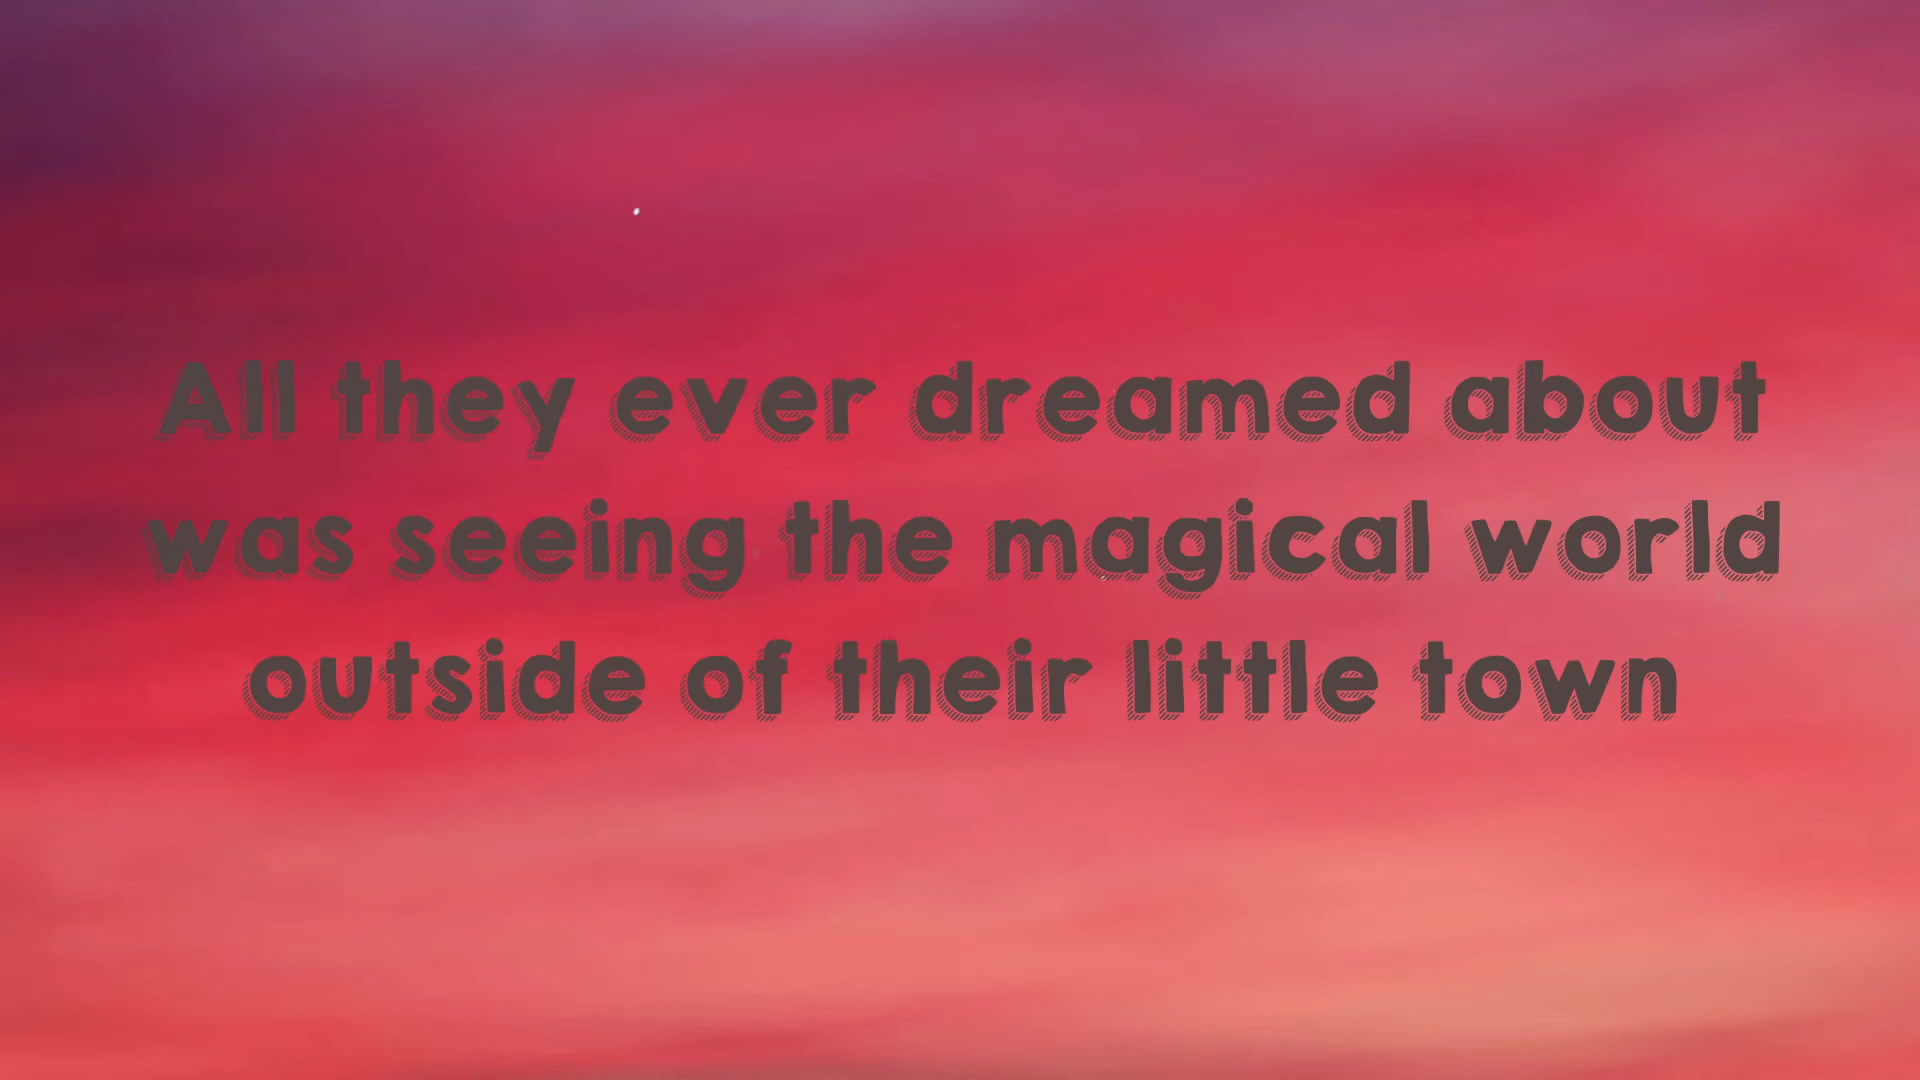 All they ever dreamed about
was seeing the magical world
outside of their little town